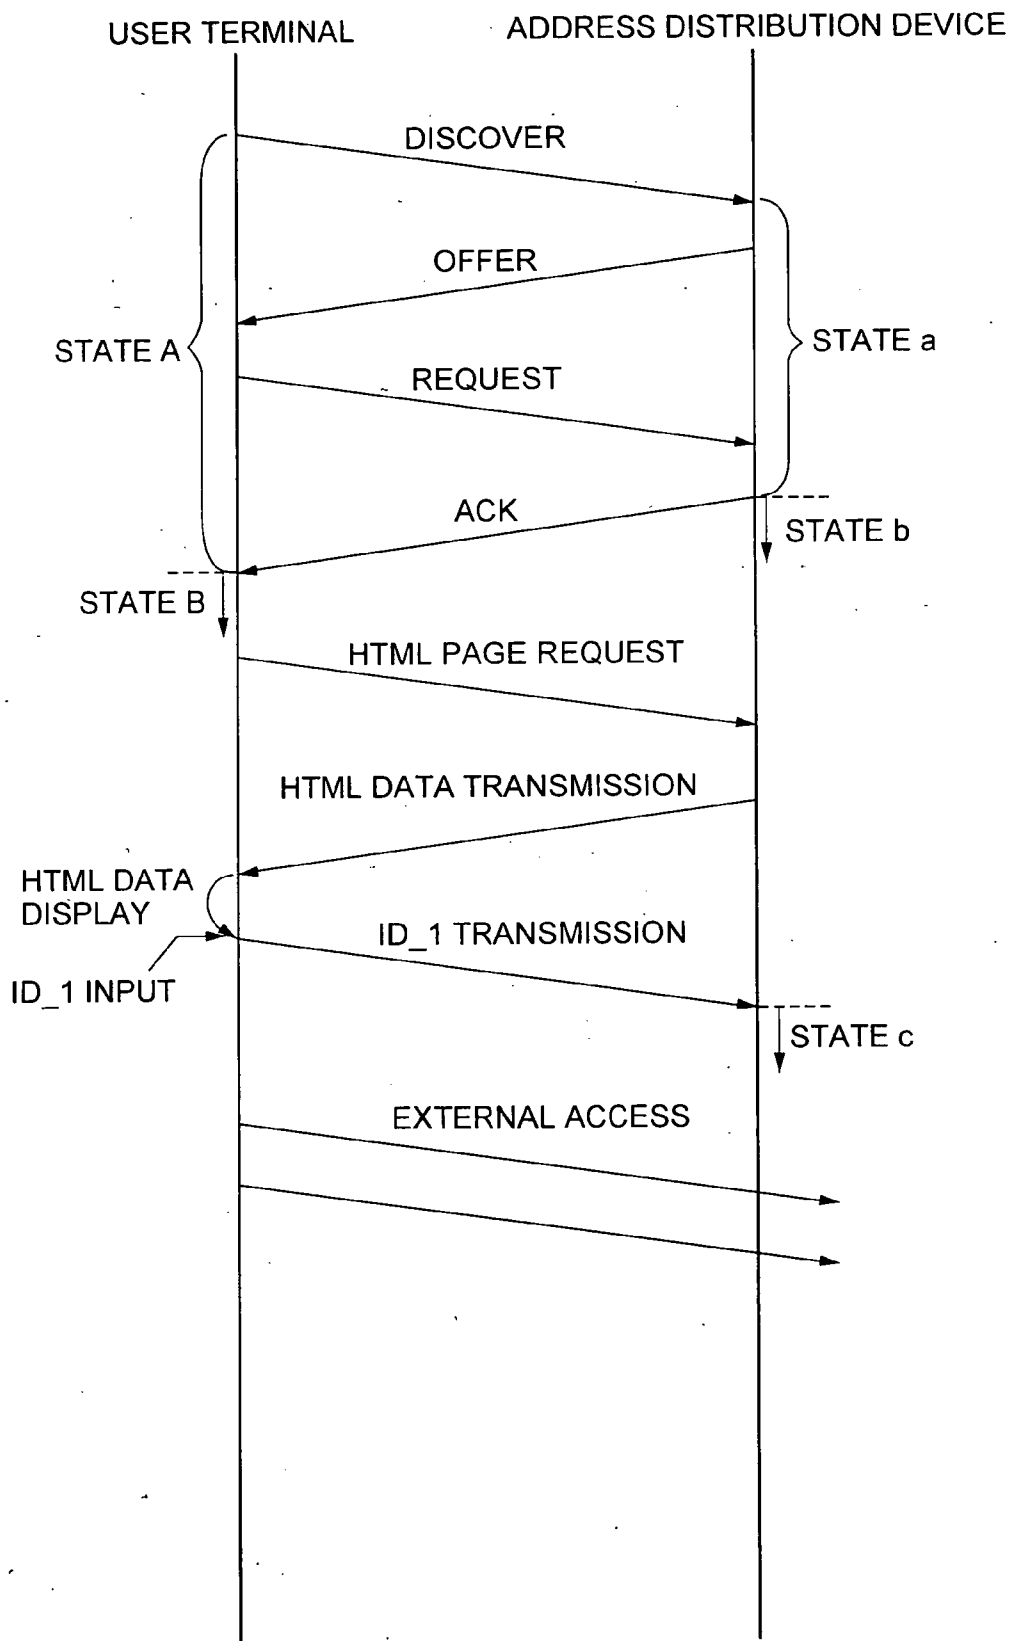 USER TERMINAL
ADDRESS DISTRIBUTION DEVICE
DISCOVER
OFFER
STATE A
STATE a
REQUEST
ACK
STATE b
STATE B
HTML PAGE REQUEST
HTML DATA TRANSMISSION
HTML DATA
DISPLAY
ID_1 TRANSMISSION
ID_1 INPUT
STATE c
EXTERNAL ACCESS